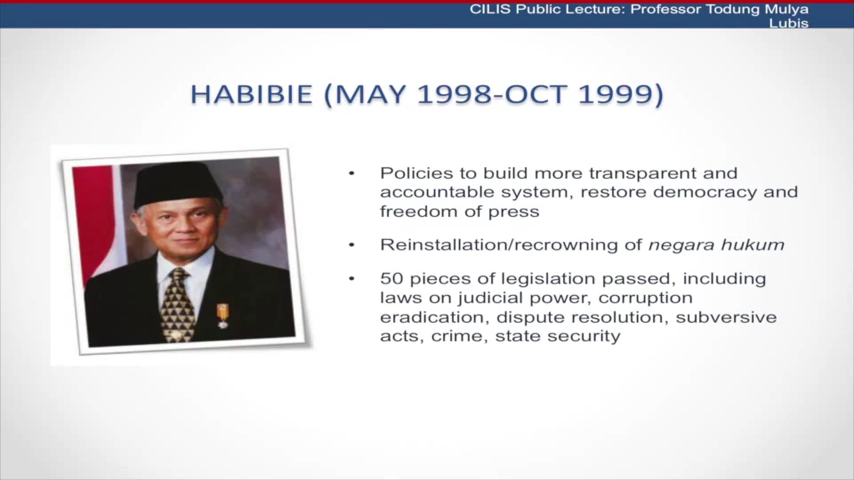 CILIS Public Lecture: Professor Todung Mulya
Lubis
HABIBIE (MAY 1998-OCT 1999)
• Policies to build more transparent and
accountable system, restore democracy and
freedom of press
• Reinstallation/recrowning of negara hukum
• 50 pieces of legislation passed, including
laws on judicial power, corruption
eradication, dispute resolution, subversive
acts, crime, state security